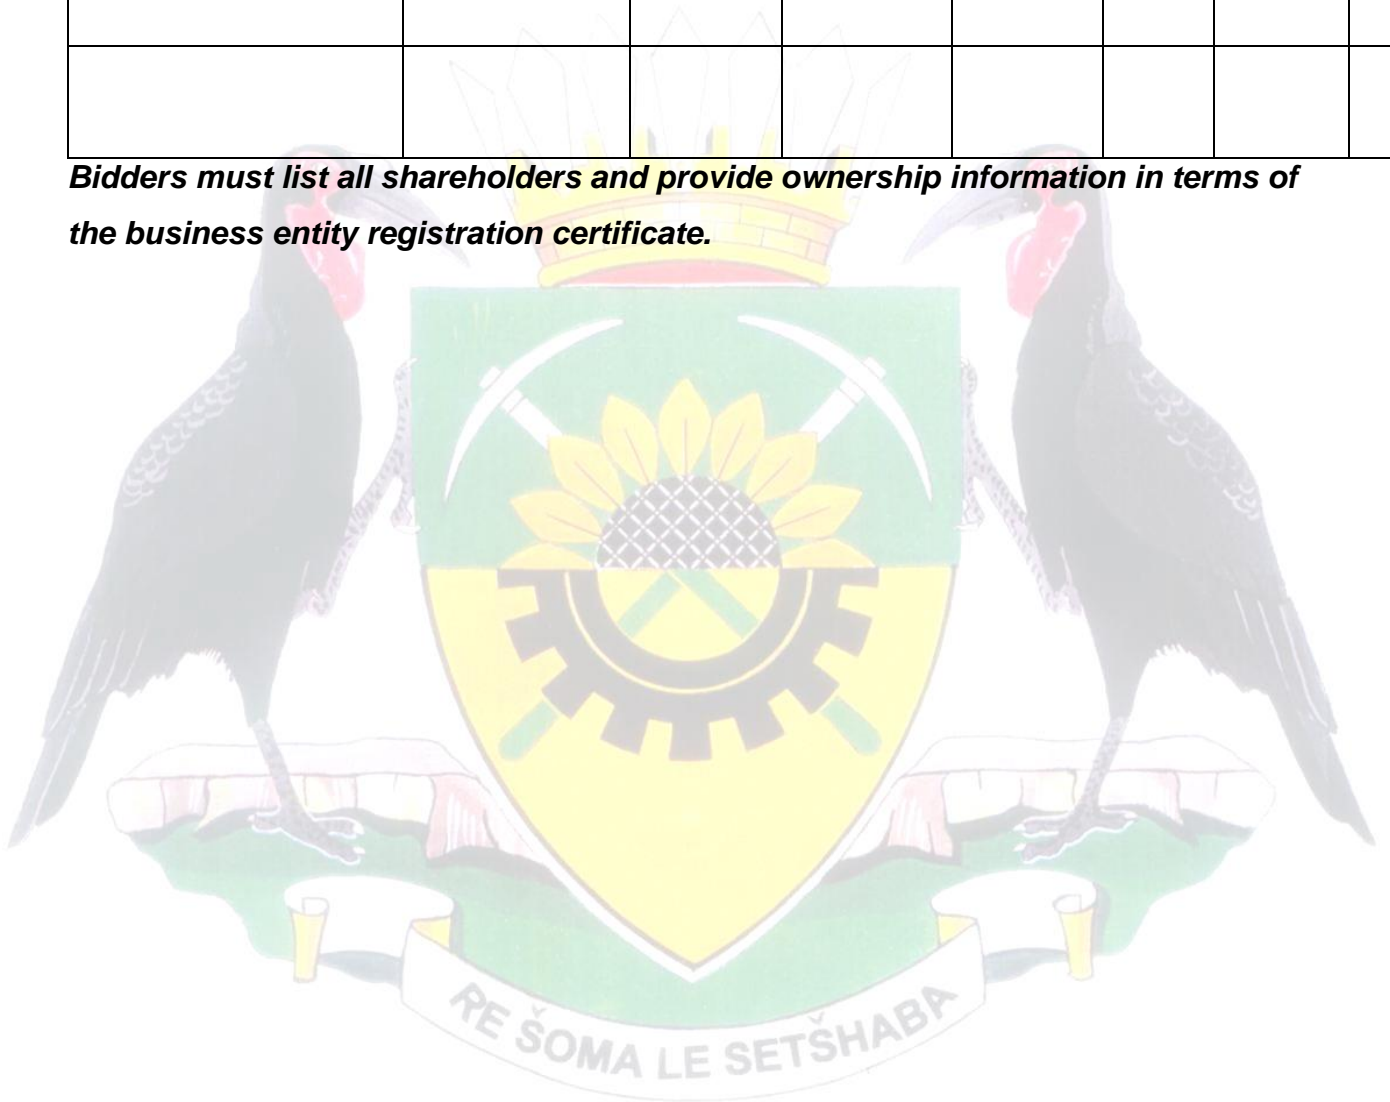 Bidders must list all shareholders and provide ownership information in terms of
the business entity registration certificate.
RE ŠOMA LE SETŠHABA